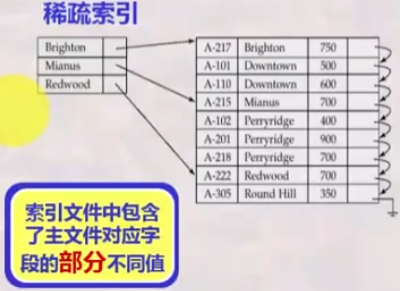 稀疏索引
Brighton
Mianus
Redwood
A-217 Brighton 750
A-101 Downtown 500
A-110 Downtown 600
A-215 Mianus 700
A-102 Perryridge 400
A-201 Perryridge 900
A-218 Perryridge 700
A-222 Redwood 700
A-305 Round Hill 350
索引文件中包含
了主文件对应字
段的部分不同值